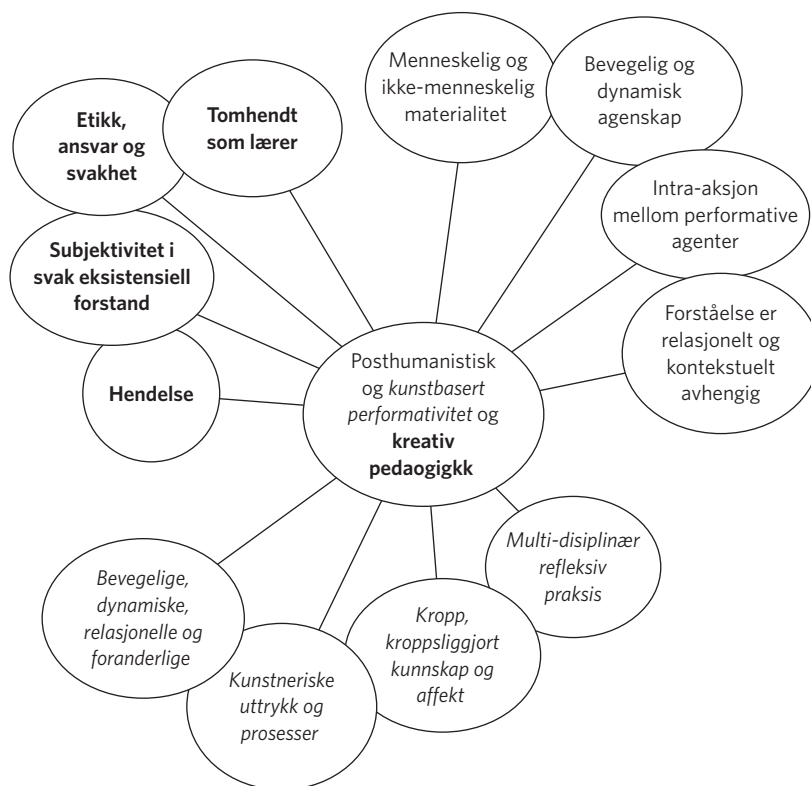 Etikk,
ansvar og
svakhet
Tomhendt
som lærer
Menneskelig og
ikke-menneskelig
materialitet
Bevegelig og
dynamisk
agenskap
Intra-aksjon
mellom performative
agenter
Subjektivitet i
svak eksistensiell
forstand
Forståelse er
relasjonelt og
kontekstuelt
avhengig
Hendelse
Posthumanistisk
og kunstbasert
performativitet og
kreativ
pedaogigkk
Multi-disiplinær
refleksiv
praksis
Bevegelige,
dynamiske,
relasjonelle og
foranderlige
Kropp,
kroppsliggjort
kunnskap og
affekt
Kunstneriske
uttrykk og
prosesser